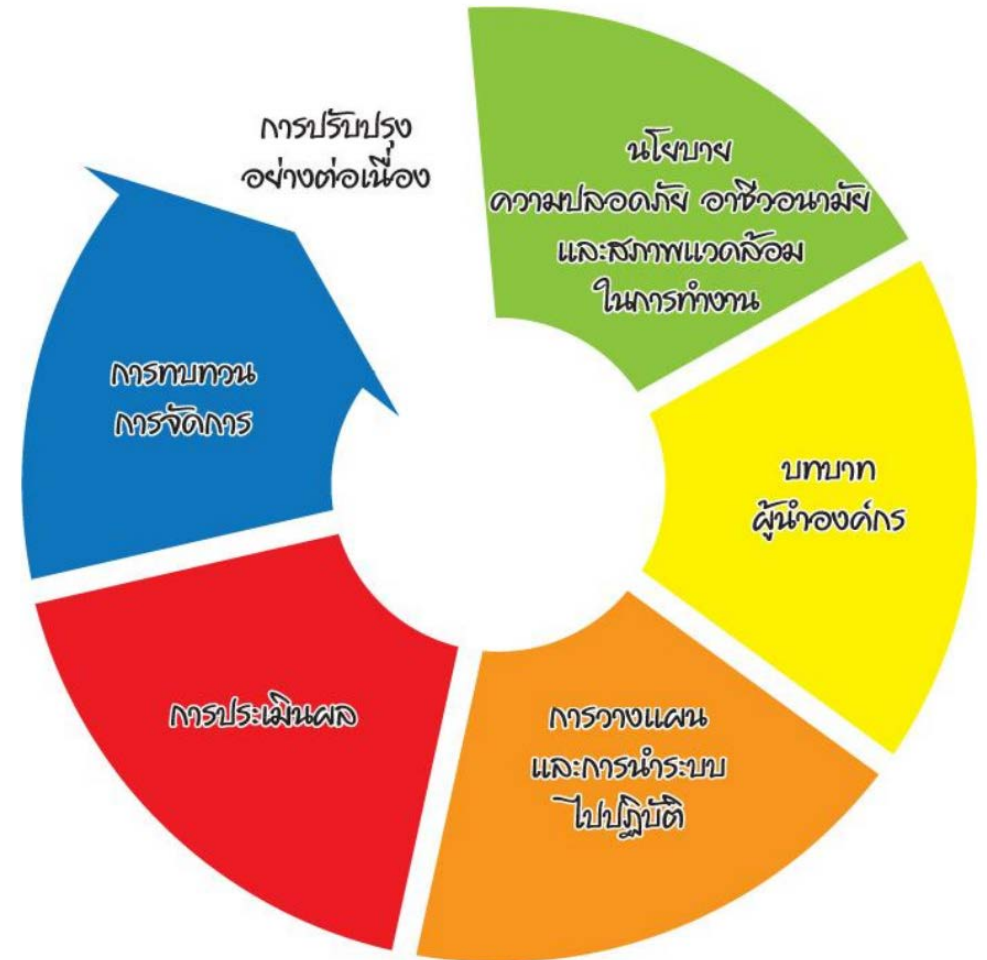 การปรับปรุง
อย่างต่อเนื่อง
นโยบาย
ความปลอดภัย อาชีวอนามัย
และสภาพแวดล้อม
ในการทำงาน
บทบาท
ผู้นำองค์กร
การวางแผน
และการนำระบบ
ไปปฏิบัติ
การประเมินผล
การทบทวน
การจัดการ